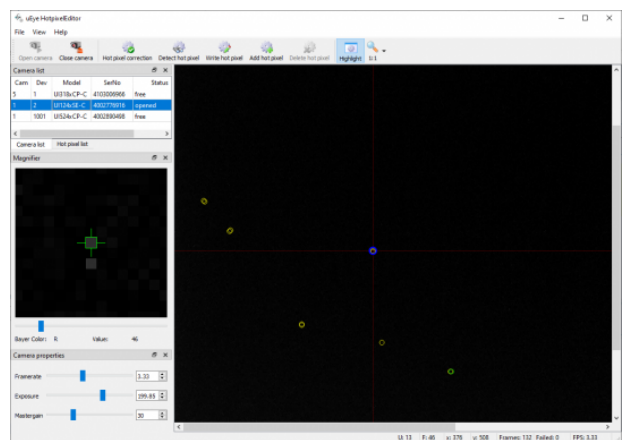 uEye HotpixelEditor
File View Help
Open camera Close camera Hot pixel correction Detect hot pixel Write hot pixel Add hot pixel Delete hot pixel Highlight 1:1
Camera list
Cam Dev Model SerNo Status
5 1 UI318xCP-C 4103006966 free
1 2 UI124xSE-C 4002776916 opened
1 1001 UI524xCP-C 4002890498 free
Camera list Hot pixel list
Magnifier
Bayer Color: R Value: 46
Camera properties
Framerate 3.33
Exposure 299.85
Mastergain 30
x: 376 y: 508 Frames: 132 Failed: 0 FPS: 3.33